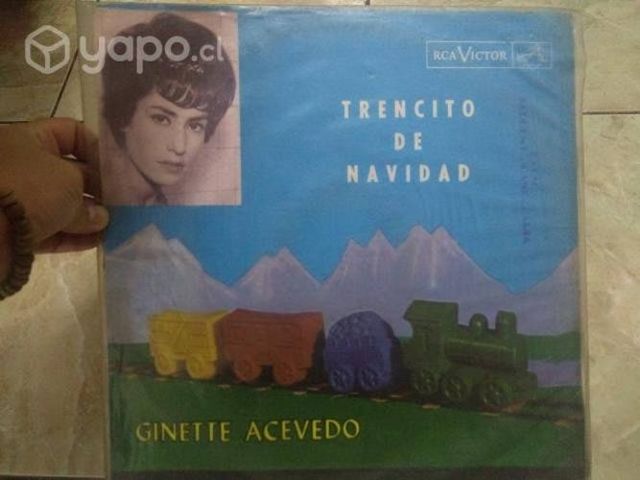 yapo.cl
RCA VICTOR
TRENCITO
DE
NAVIDAD
GINETTE ACEVEDO